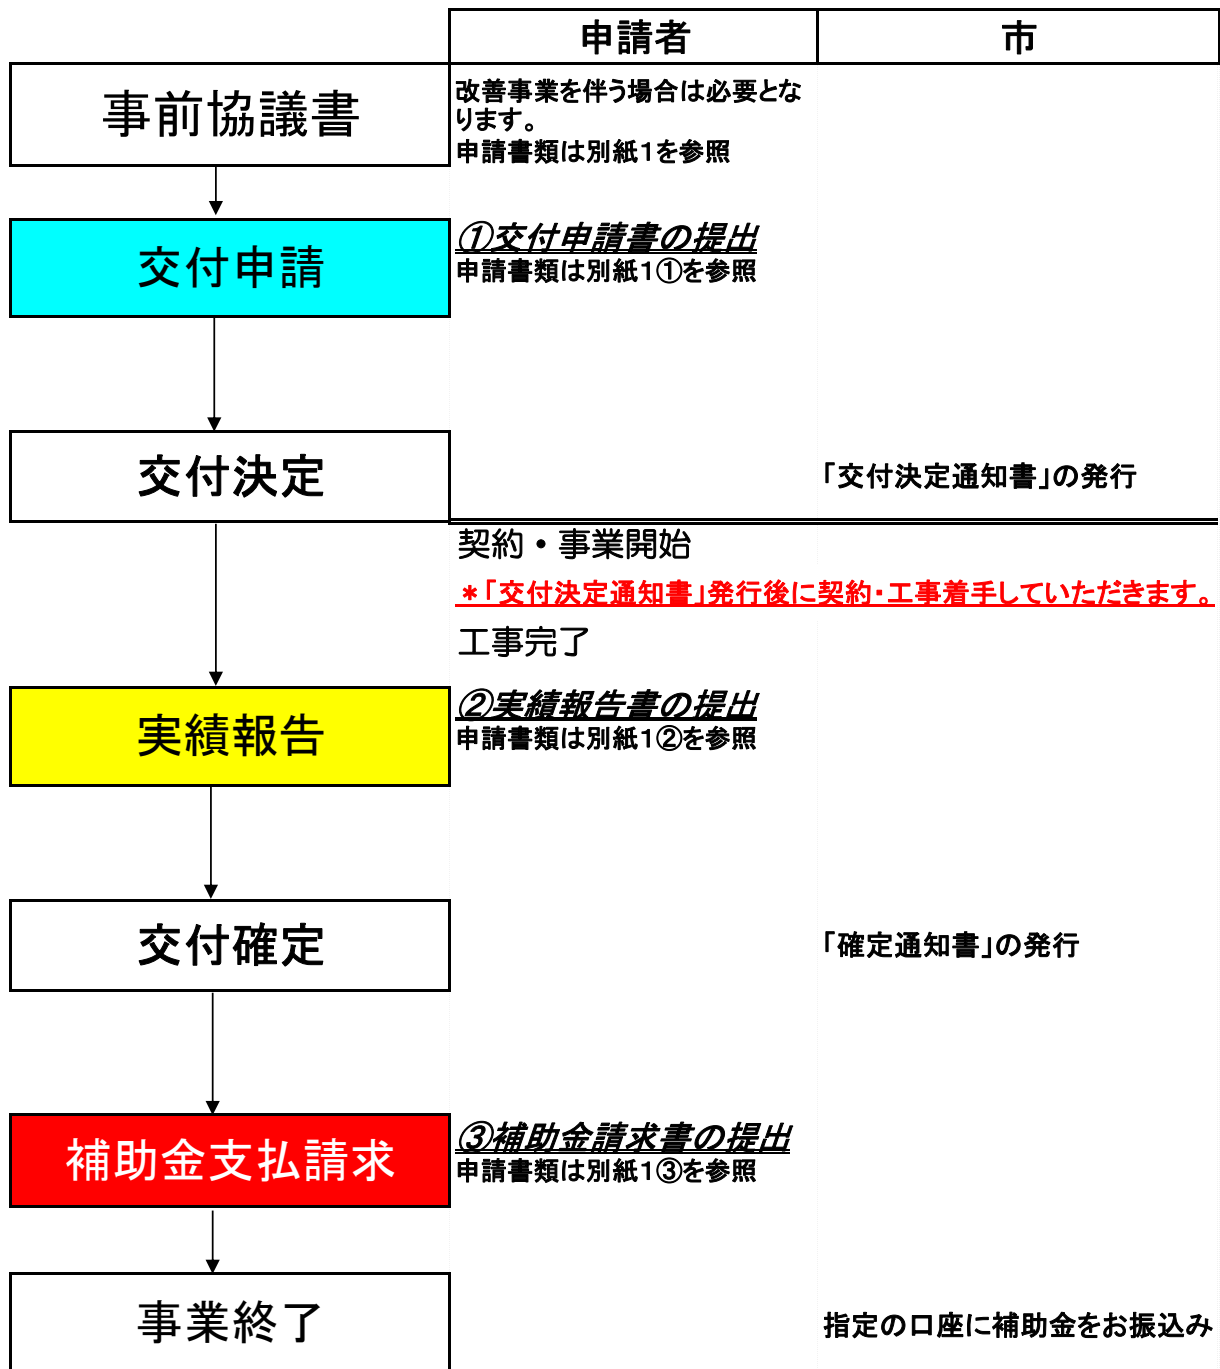 申請者
市
事前協議書
改善事業を伴う場合は必要とな
ります。
申請書類は別紙1を参照
交付申請
①交付申請書の提出
申請書類は別紙1①を参照
交付決定
「交付決定通知書」の発行
契約・事業開始
＊「交付決定通知書」発行後に契約・工事着手していただきます。
工事完了
実績報告
②実績報告書の提出
申請書類は別紙1②を参照
交付確定
「確定通知書」の発行
補助金支払請求
③補助金請求書の提出
申請書類は別紙1③を参照
事業終了
指定の口座に補助金をお振込み